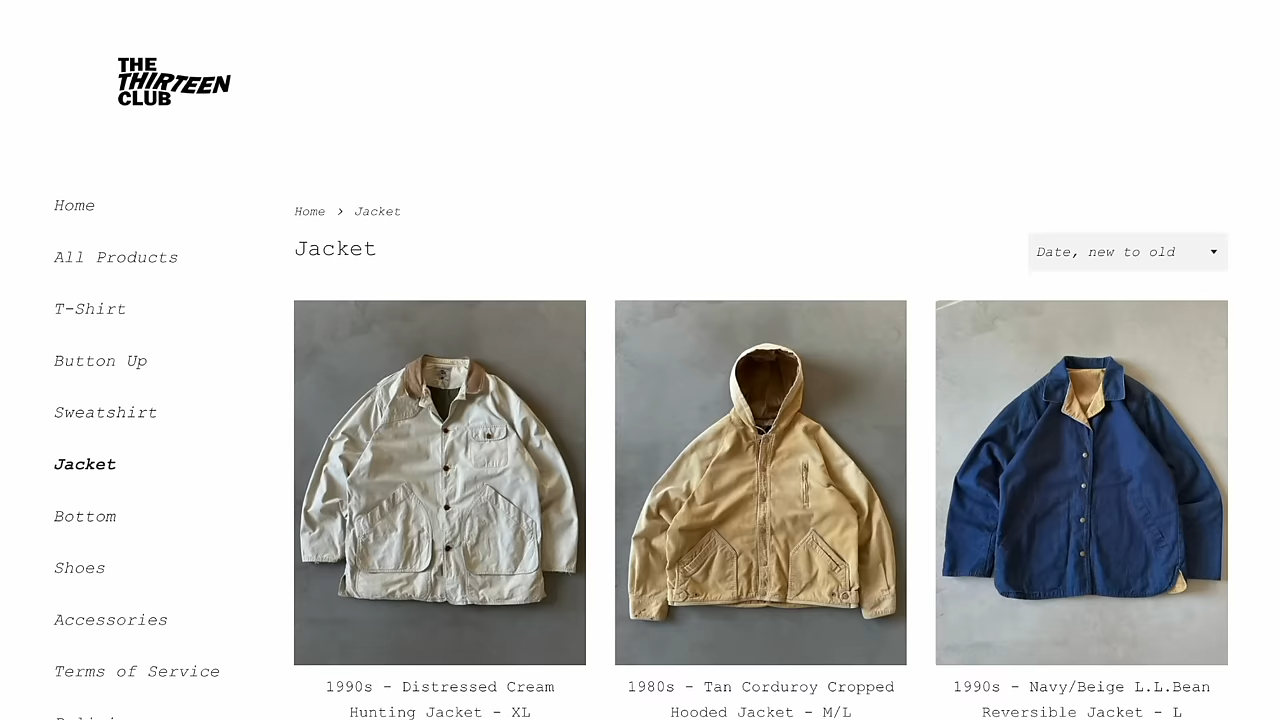 THE
THIRTEEN
CLUB
Home
All Products
T-Shirt
Button Up
Sweatshirt
Jacket
Bottom
Shoes
Accessories
Terms of Service
Home › Jacket
Jacket
Date, new to old
1990s - Distressed Cream
Hunting Jacket - XL
1980s - Tan Corduroy Cropped
Hooded Jacket - M/L
1990s - Navy/Beige L.L.Bean
Reversible Jacket - L